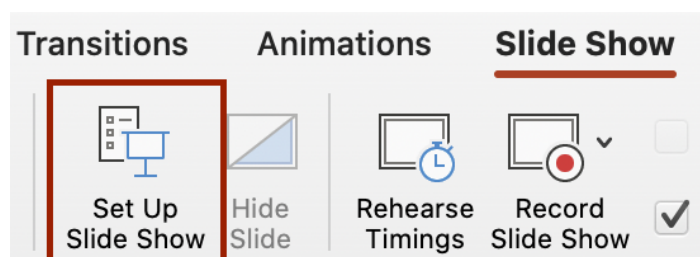 Transitions Animations Slide Show
Set Up Slide Show
Hide Slide
Rehearse Timings
Record Slide Show